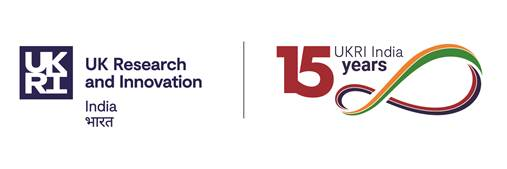 UK
RI
UK Research
and Innovation
India
भारत
15
UKRI India
years